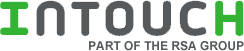 INTOUCH
PART OF THE RSA GROUP